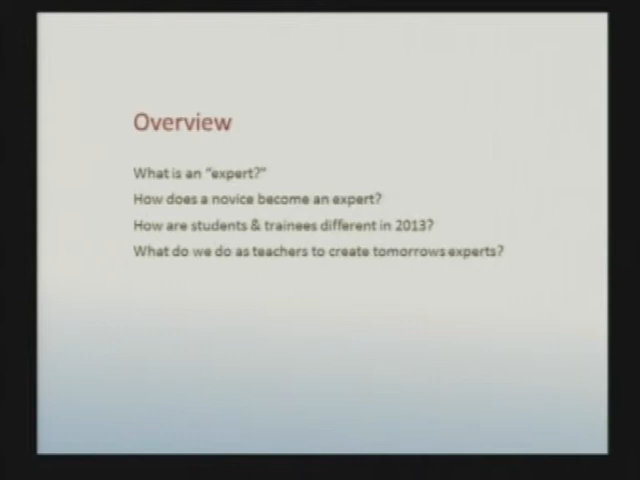 Overview
What is an "expert?"
How does a novice become an expert?
How are students & trainees different in 2013?
What do we do as teachers to create tomorrows experts?